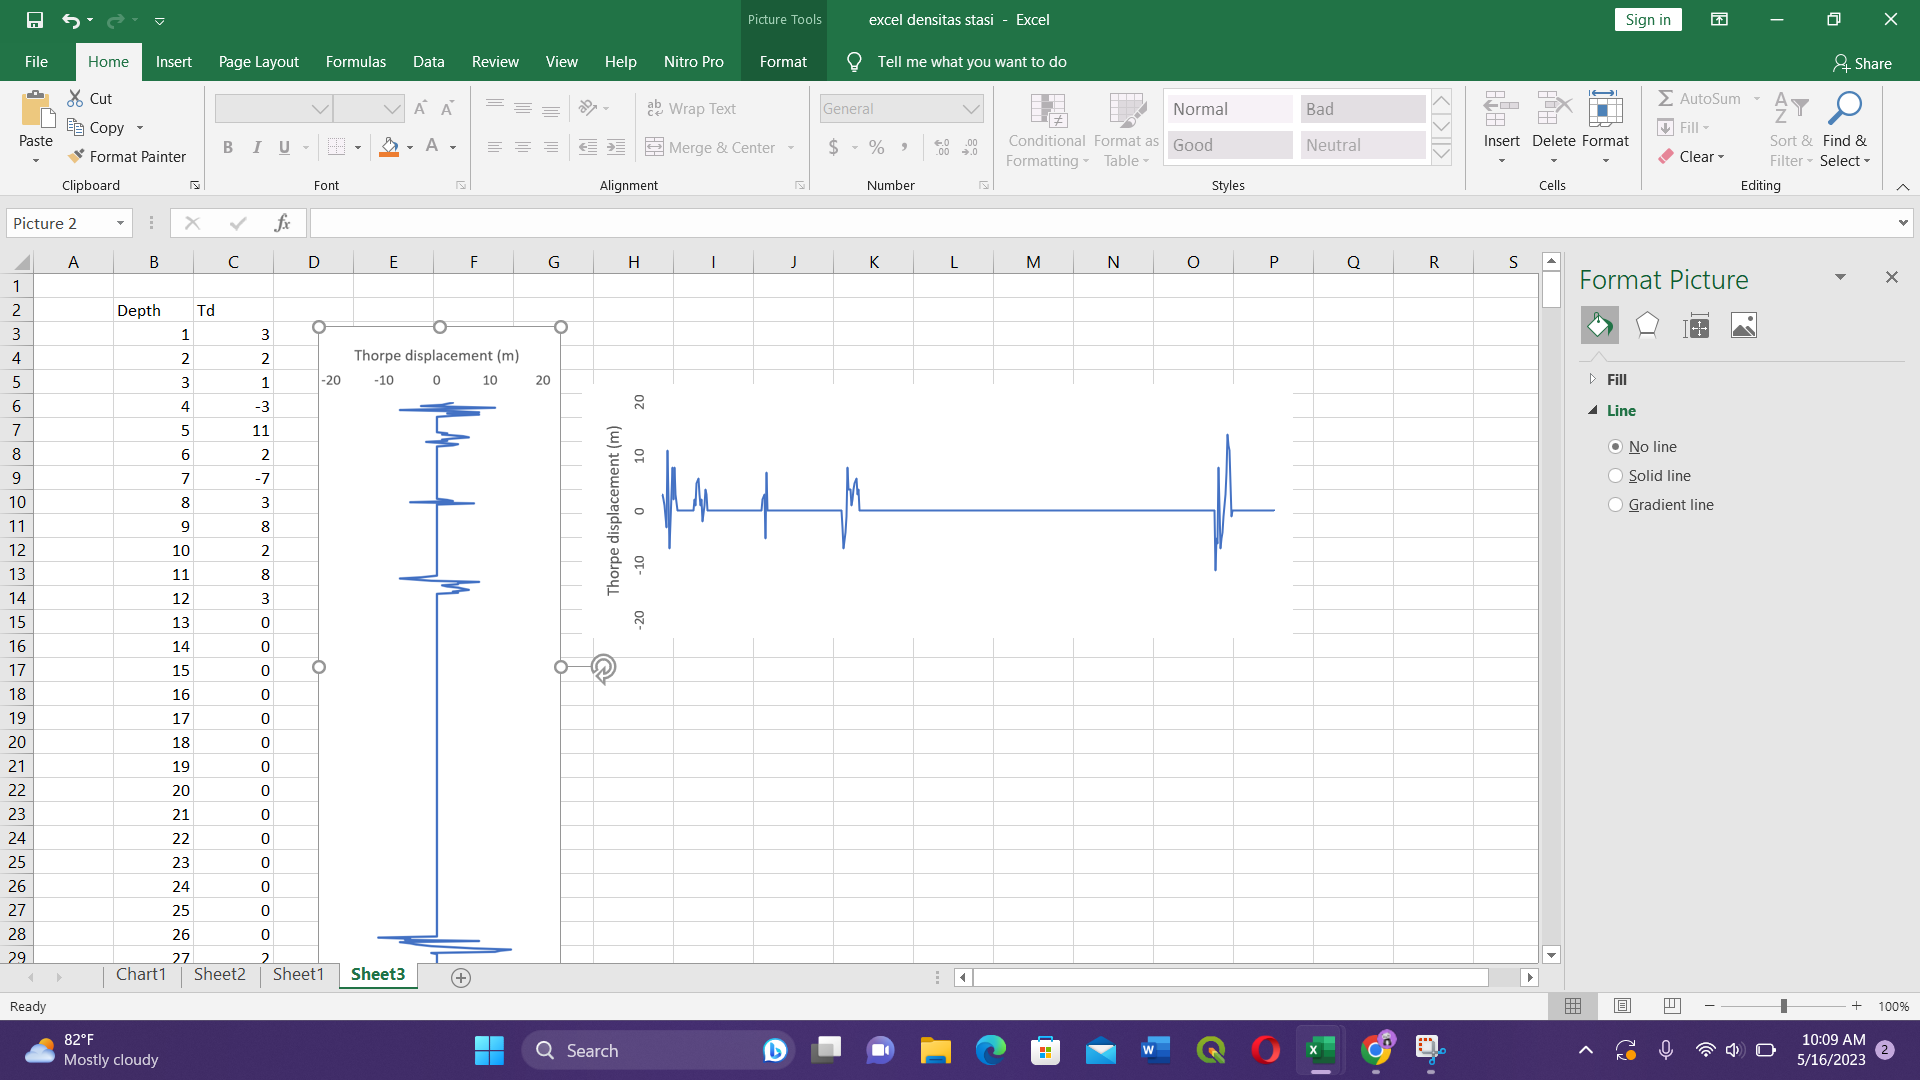 Picture Tools
excel densitas stasi - Excel
Sign in
File Home Insert Page Layout Formulas Data Review View Help Nitro Pro Format Tell me what you want to do Share
Paste
Cut
Copy
Format Painter
Clipboard
B I U A
Font
ab Wrap Text
Merge & Center
Alignment
General
$ % ,
Number
Conditional Formatting
Format as Table
Normal Bad
Good Neutral
Styles
Insert Delete Format
Cells
AutoSum
Fill
Clear
Sort & Filter
Find & Select
Editing
Picture 2
fx
A B C D E F G H I J K L M N O P Q R S
1
2 Depth Td
3 1 3
4 2 2
5 3 1
6 4 -3
7 5 11
8 6 2
9 7 -7
10 8 3
11 9 8
12 10 2
13 11 8
14 12 3
15 13 0
16 14 0
17 15 0
18 16 0
19 17 0
20 18 0
21 19 0
22 20 0
23 21 0
24 22 0
25 23 0
26 24 0
27 25 0
28 26 0
29 27 2
Thorpe displacement (m)
-20 -10 0 10 20
Thorpe displacement (m)
20
10
0
-10
-20
Format Picture
Fill
Line
No line
Solid line
Gradient line
Chart1 Sheet2 Sheet1 Sheet3
Ready
100%
82°F
Mostly cloudy
Search
10:09 AM
5/16/2023
2